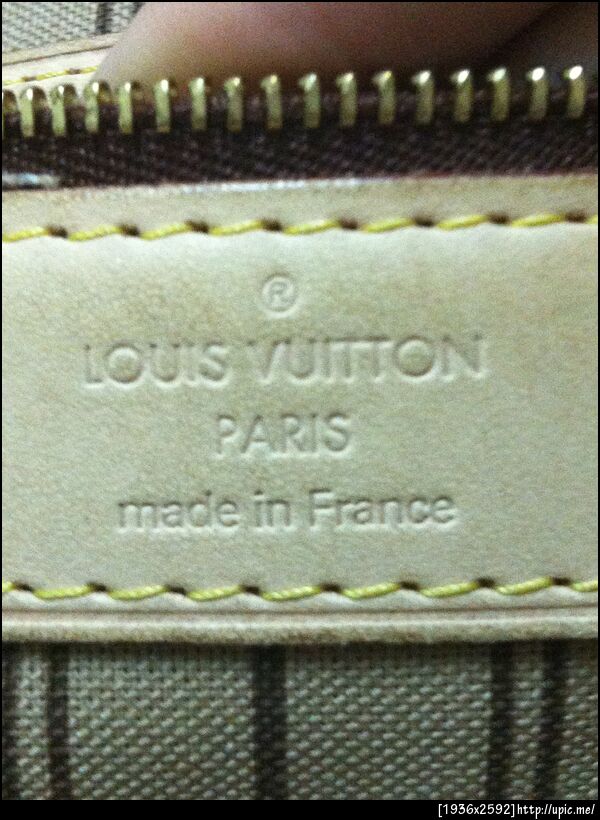 ®
LOUIS VUITTON
PARIS
made in France
[1936x2592]http://upic.me/